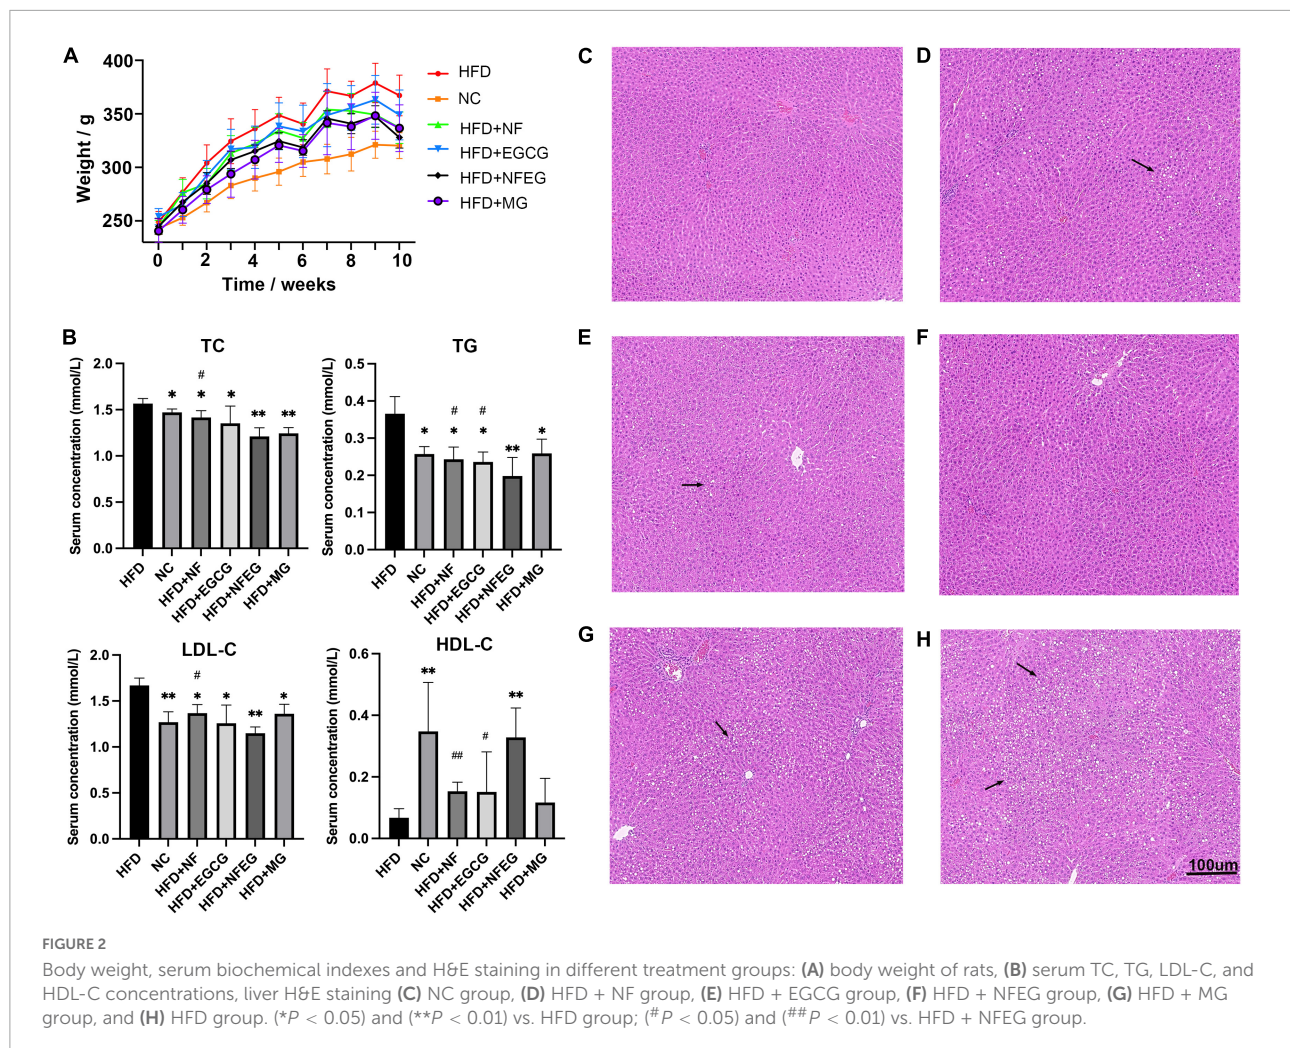 A
400
350
300
250
Weight / g
0
2
4
6
8
10
Time / weeks
HFD
NC
HFD+NF
HFD+EGCG
HFD+NFEG
HFD+MG
B
TC
Serum concentration (mmol/L)
2.0
1.5
1.0
0.5
0.0
*
#
*
*
**
**
HFD
NC
HFD+NF
HFD+EGCG
HFD+NFEG
HFD+MG
TG
Serum concentration (mmol/L)
0.5
0.4
0.3
0.2
0.1
0.0
*
#
*
#
*
**
*
HFD
NC
HFD+NF
HFD+EGCG
HFD+NFEG
HFD+MG
LDL-C
Serum concentration (mmol/L)
2.0
1.5
1.0
0.5
0.0
**
#
*
*
**
*
HFD
NC
HFD+NF
HFD+EGCG
HFD+NFEG
HFD+MG
HDL-C
Serum concentration (mmol/L)
0.6
0.4
0.2
0.0
**
##
#
**
HFD
NC
HFD+NF
HFD+EGCG
HFD+NFEG
HFD+MG
C
D
E
F
G
H
100um
FIGURE 2
Body weight, serum biochemical indexes and H&E staining in different treatment groups: (A) body weight of rats, (B) serum TC, TG, LDL-C, and
HDL-C concentrations, liver H&E staining (C) NC group, (D) HFD + NF group, (E) HFD + EGCG group, (F) HFD + NFEG group, (G) HFD + MG
group, and (H) HFD group. (*P < 0.05) and (**P < 0.01) vs. HFD group; (#P < 0.05) and (##P < 0.01) vs. HFD + NFEG group.